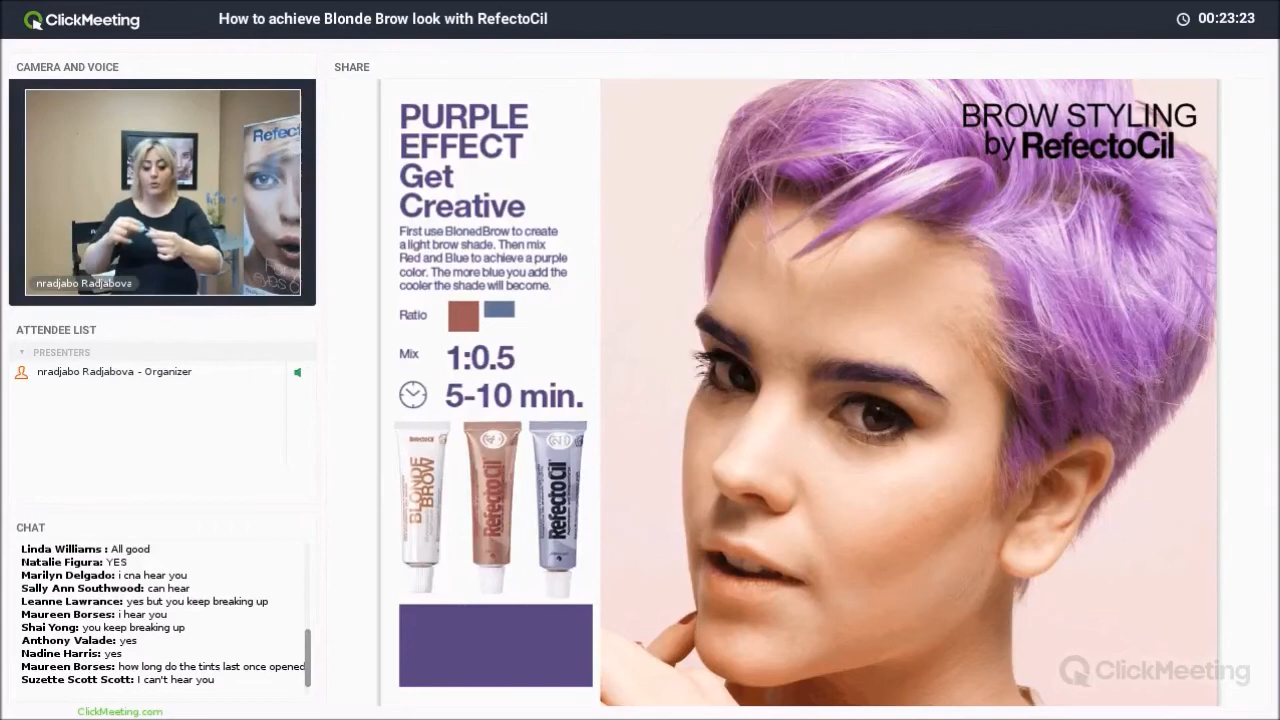 ClickMeeting
How to achieve Blonde Brow look with RefectoCil
00:23:23
CAMERA AND VOICE
SHARE
Refect
nradjabo Radjabova
ATTENDEE LIST
PRESENTERS
nradjabo Radjabova - Organizer
CHAT
Linda Williams : All good
Natalie Figura: YES
Marilyn Delgado: i cna hear you
Sally Ann Southwood: can hear
Leanne Lawrance: yes but you keep breaking up
Maureen Borses: i hear you
Shai Yong: you keep breaking up
Anthony Valade: yes
Nadine Harris: yes
Maureen Borses: how long do the tints last once opened
Suzette Scott Scott: I can't hear you
ClickMeeting.com
PURPLE
EFFECT
Get
Creative
First use BlonedBrow to create
a light brow shade. Then mix
Red and Blue to achieve a purple
color. The more blue you add the
cooler the shade will become.
Ratio
Mix
1:0.5
5-10 min.
BLONDE
BROW
RefectoCil
RefectoCil
BROW STYLING
by RefectoCil
ClickMeeting